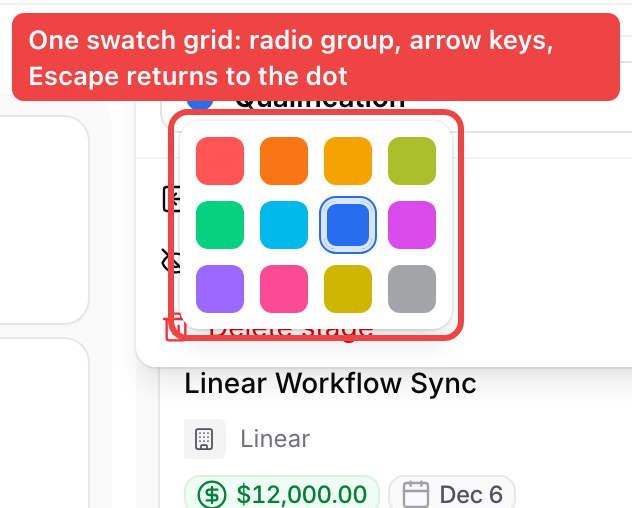 One swatch grid: radio group, arrow keys,
Escape returns to the dot
Qualification
Delete stage
Linear Workflow Sync
Linear
$12,000.00
Dec 6